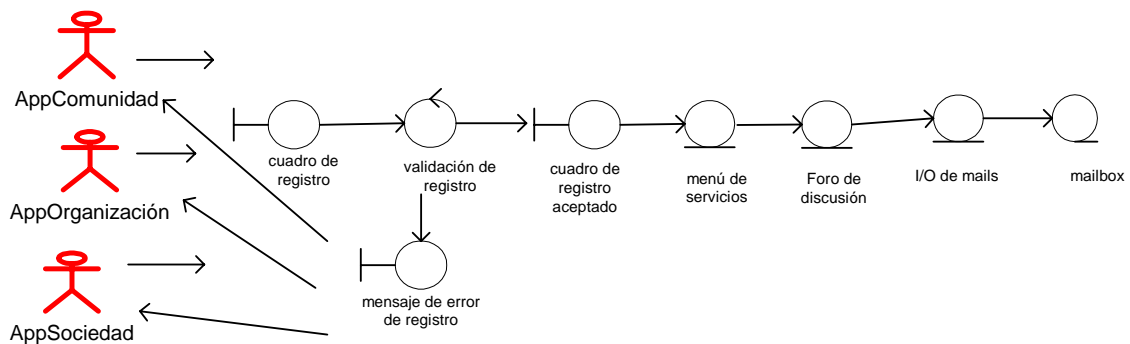 AppComunidad
AppOrganización
AppSociedad
cuadro de
registro
validación de
registro
cuadro de
registro
aceptado
menú de
servicios
Foro de
discusión
I/O de mails
mailbox
mensaje de error
de registro